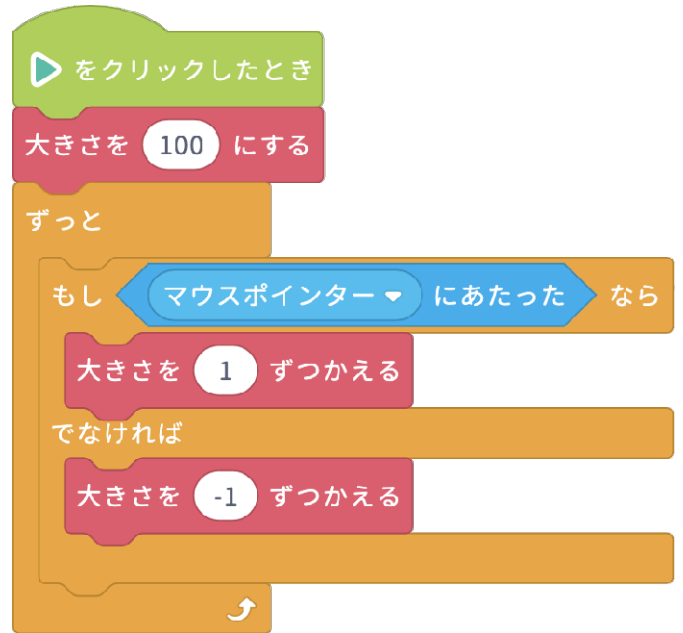 をクリックしたとき
大きさを 100 にする
ずっと
もし マウスポインター にあたった なら
大きさを 1 ずつかえる
でなければ
大きさを -1 ずつかえる